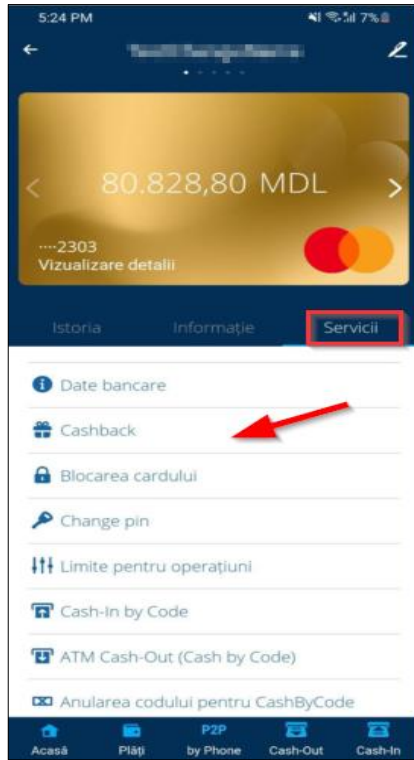 5:24 PM 7%
80.828,80 MDL
····2303
Vizualizare detalii
Istoria Informație Servicii
Date bancare
Cashback
Blocarea cardului
Change pin
Limite pentru operațiuni
Cash-In by Code
ATM Cash-Out (Cash by Code)
Anularea codului pentru CashByCode
P2P
Acasă Plăți by Phone Cash-Out Cash-In